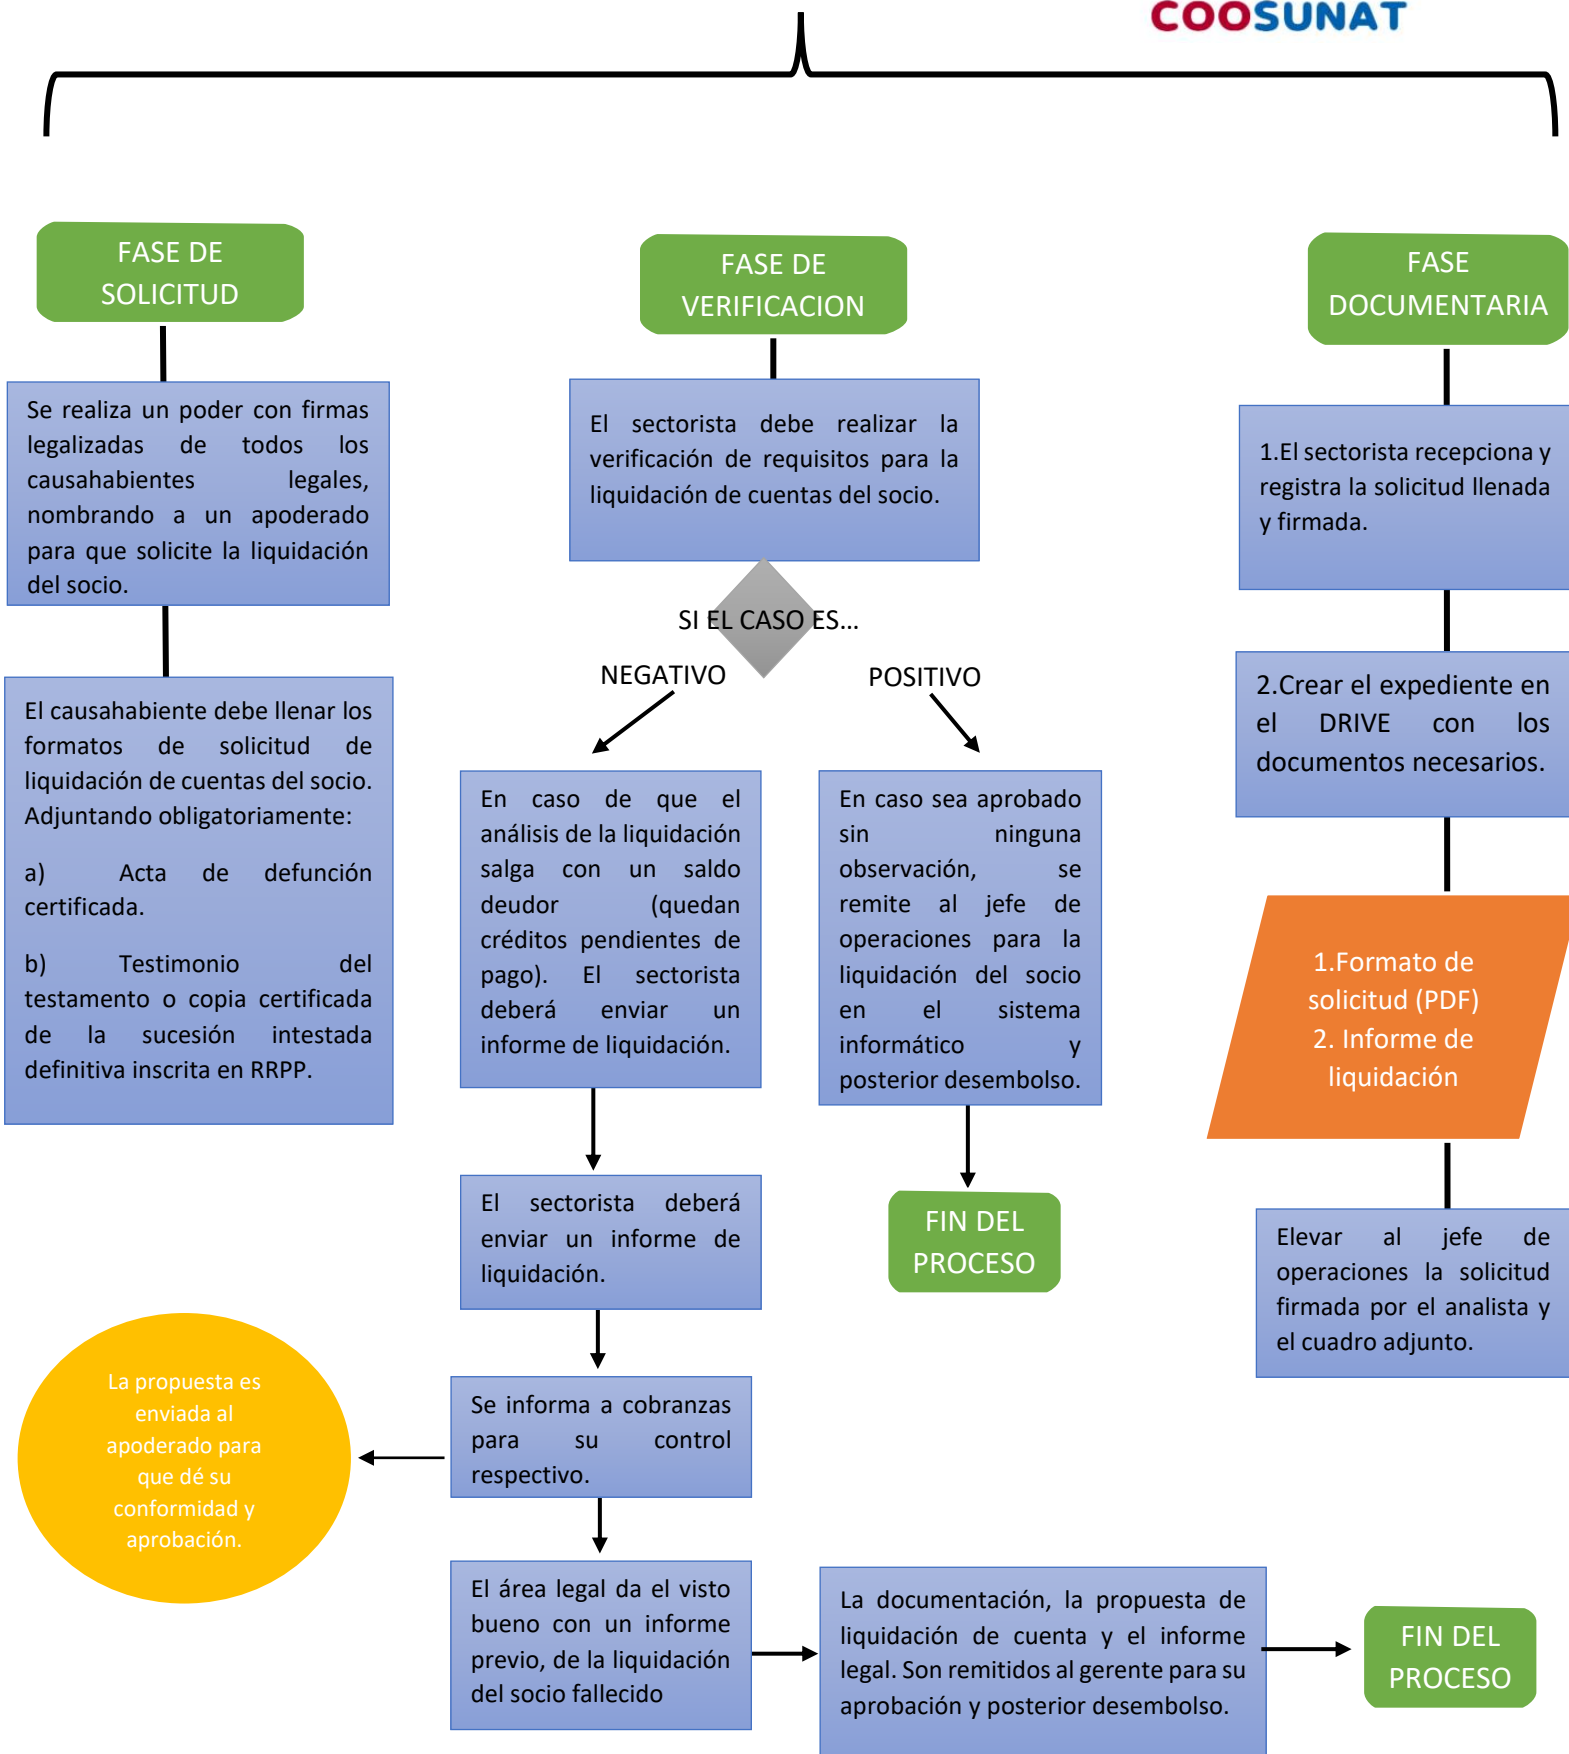 COOSUNAT
FASE DE
SOLICITUD
Se realiza un poder con firmas
legalizadas de todos los
causahabientes legales,
nombrando a un apoderado
para que solicite la liquidación
del socio.
El causahabiente debe llenar los
formatos de solicitud de
liquidación de cuentas del socio.
Adjuntando obligatoriamente:
a) Acta de defunción
certificada.
b) Testimonio del
testamento o copia certificada
de la sucesión intestada
definitiva inscrita en RRPP.
FASE DE
VERIFICACION
El sectorista debe realizar la
verificación de requisitos para la
liquidación de cuentas del socio.
SI EL CASO ES...
NEGATIVO
POSITIVO
En caso de que el
análisis de la liquidación
salga con un saldo
deudor (quedan
créditos pendientes de
pago). El sectorista
deberá enviar un
informe de liquidación.
En caso sea aprobado
sin ninguna
observación, se
remite al jefe de
operaciones para la
liquidación del socio
en el sistema
informático y
posterior desembolso.
FIN DEL
PROCESO
El sectorista deberá
enviar un informe de
liquidación.
Se informa a cobranzas
para su control
respectivo.
La propuesta es
enviada al
apoderado para
que dé su
conformidad y
aprobación.
El área legal da el visto
bueno con un informe
previo, de la liquidación
del socio fallecido
La documentación, la propuesta de
liquidación de cuenta y el informe
legal. Son remitidos al gerente para su
aprobación y posterior desembolso.
FIN DEL
PROCESO
FASE
DOCUMENTARIA
1.El sectorista recepciona y
registra la solicitud llenada
y firmada.
2.Crear el expediente en
el DRIVE con los
documentos necesarios.
1.Formato de
solicitud (PDF)
2. Informe de
liquidación
Elevar al jefe de
operaciones la solicitud
firmada por el analista y
el cuadro adjunto.